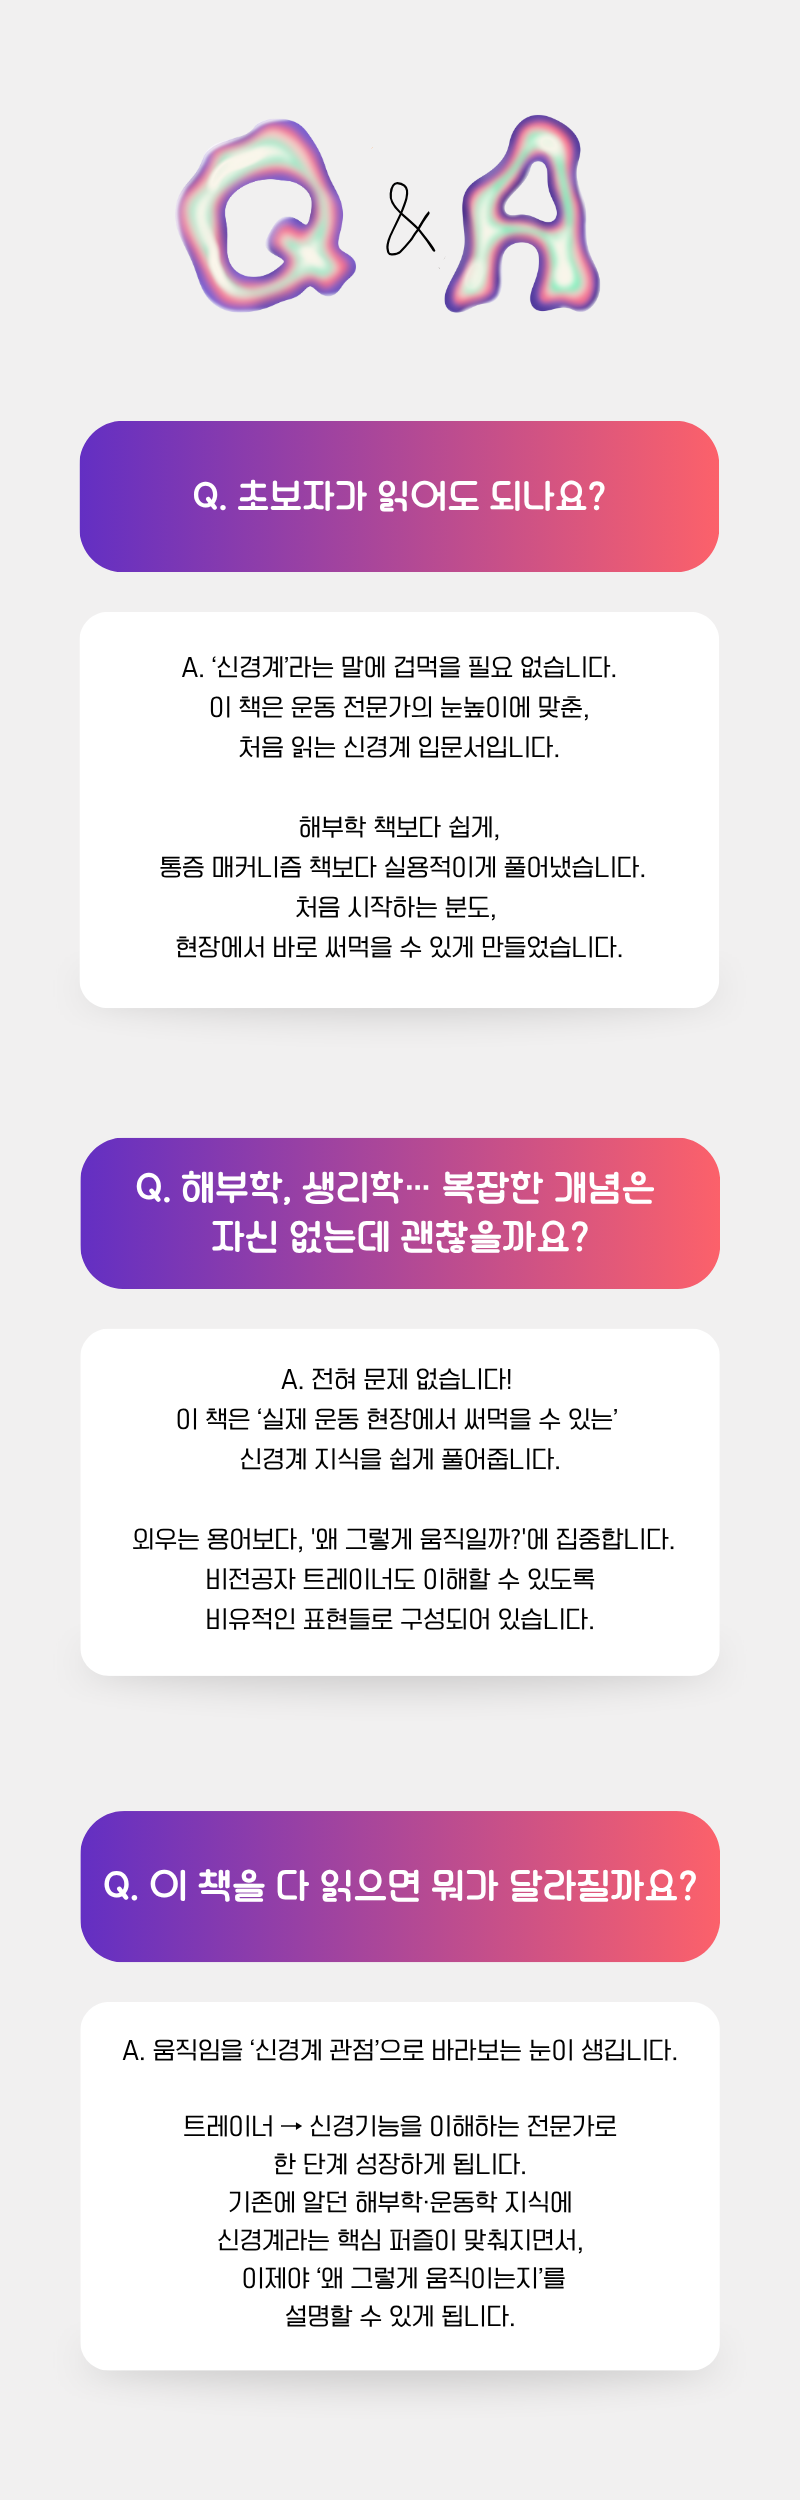 Q & A
Q. 초보자가 읽어도 되나요?
A. ‘신경계’라는 말에 겁먹을 필요 없습니다.
이 책은 운동 전문가의 눈높이에 맞춘,
처음 읽는 신경계 입문서입니다.
해부학 책보다 쉽게,
통증 매커니즘 책보다 실용적이게 풀어냈습니다.
처음 시작하는 분도,
현장에서 바로 써먹을 수 있게 만들었습니다.
Q. 해부학, 생리학… 복잡한 개념은
자신 없는데 괜찮을까요?
A. 전혀 문제 없습니다!
이 책은 ‘실제 운동 현장에서 써먹을 수 있는’
신경계 지식을 쉽게 풀어줍니다.
외우는 용어보다, '왜 그렇게 움직일까?'에 집중합니다.
비전공자 트레이너도 이해할 수 있도록
비유적인 표현들로 구성되어 있습니다.
Q. 이 책을 다 읽으면 뭐가 달라질까요?
A. 움직임을 ‘신경계 관점’으로 바라보는 눈이 생깁니다.
트레이너 → 신경기능을 이해하는 전문가로
한 단계 성장하게 됩니다.
기존에 알던 해부학·운동학 지식에
신경계라는 핵심 퍼즐이 맞춰지면서,
이제야 ‘왜 그렇게 움직이는지’를
설명할 수 있게 됩니다.